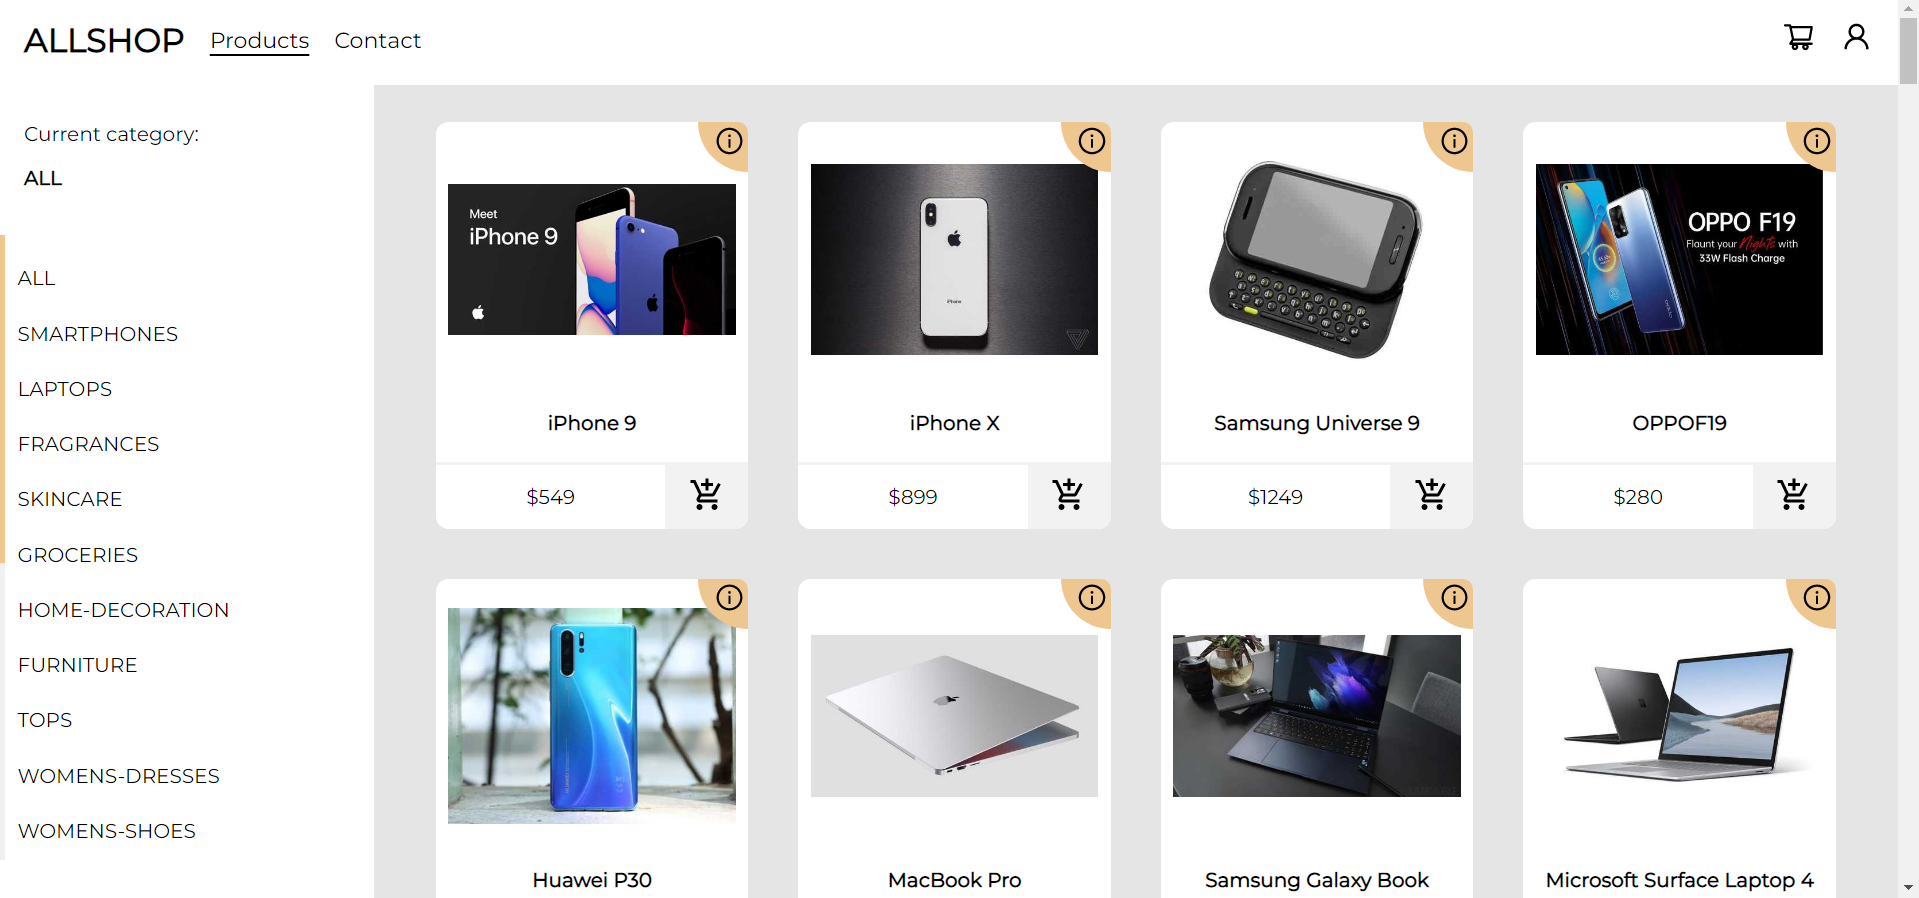 ALLSHOP
Products
Contact
Current category:
ALL
ALL
SMARTPHONES
LAPTOPS
FRAGRANCES
SKINCARE
GROCERIES
HOME-DECORATION
FURNITURE
TOPS
WOMENS-DRESSES
WOMENS-SHOES
Meet
iPhone 9
iPhone 9
$549
iPhone
iPhone X
$899
Samsung Universe 9
$1249
OPPO F19
Flaunt your Nights with
33W Flash Charge
OPPOF19
$280
Huawei P30
MacBook Pro
Samsung Galaxy Book
Microsoft Surface Laptop 4